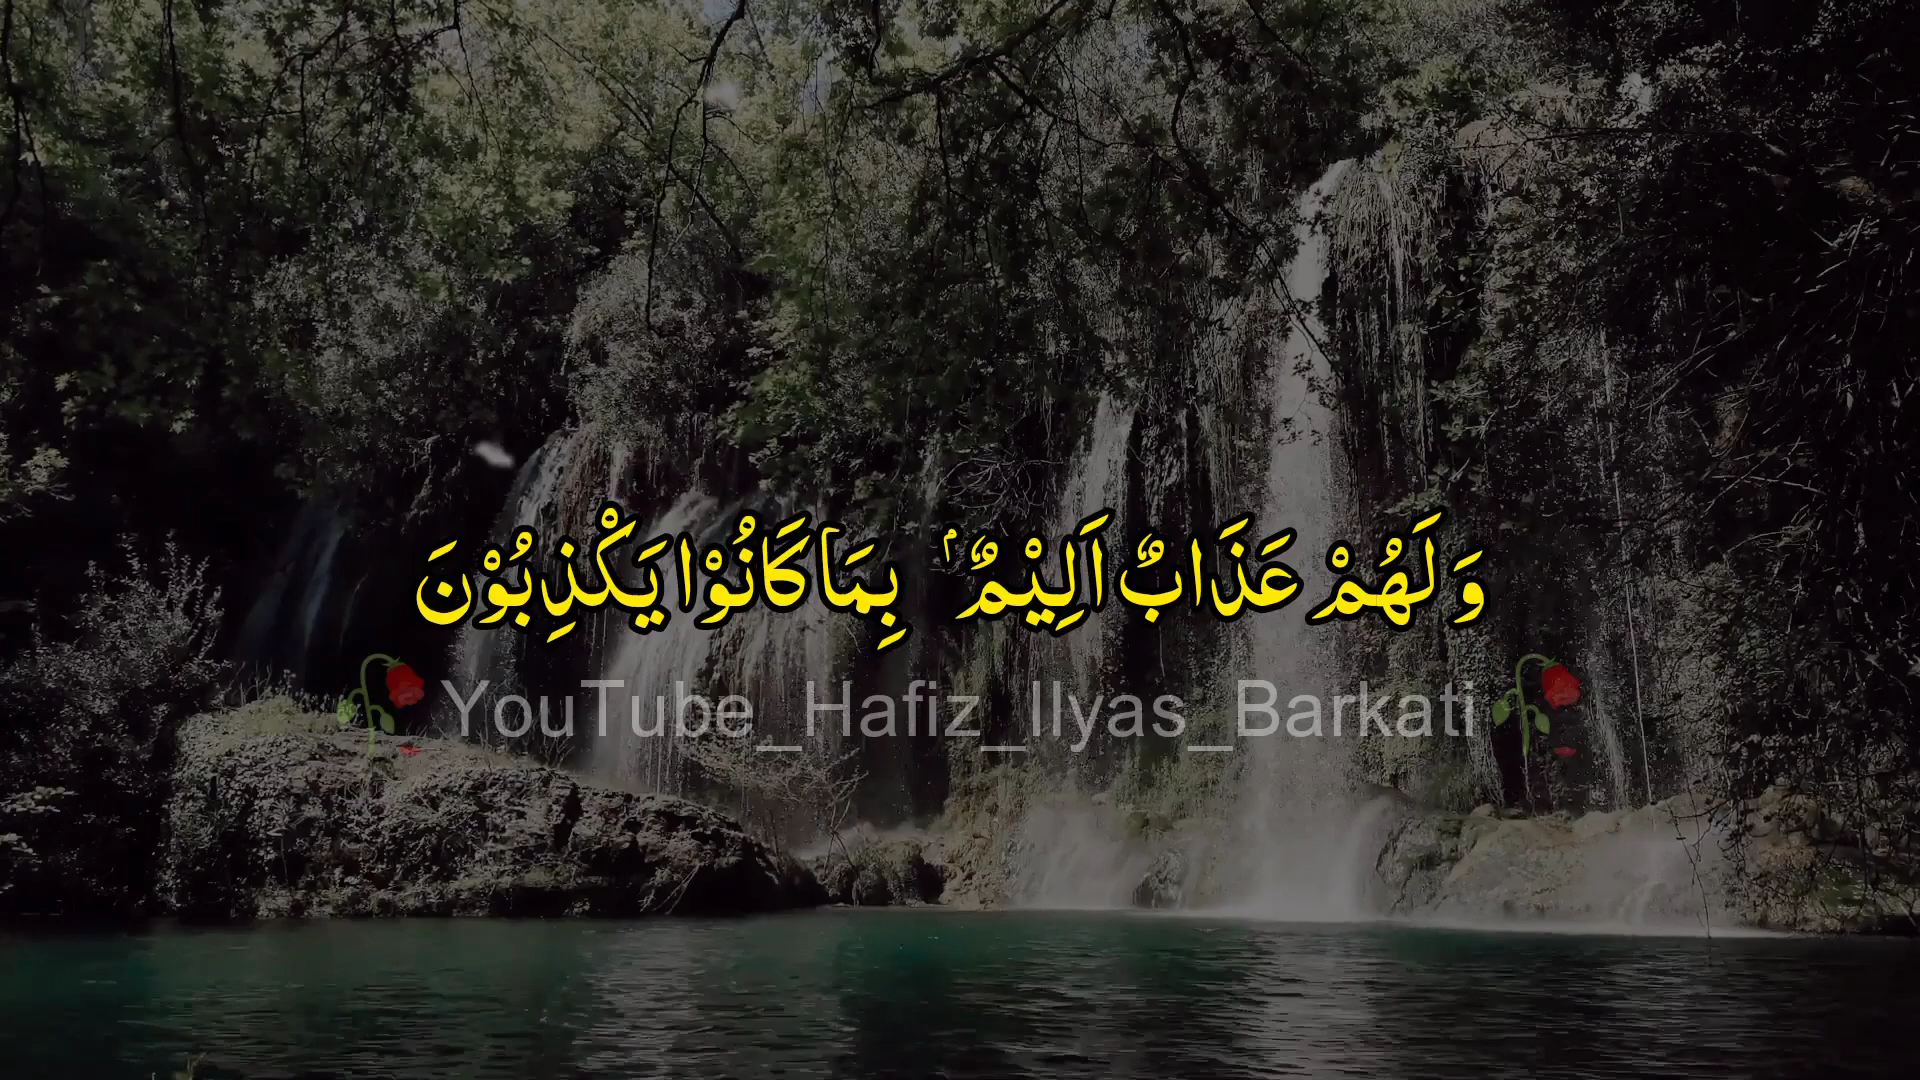 وَلَهُمْ عَذَابٌ اَلِيْمٌ ۢ بِمَا كَانُوْا يَكْذِبُوْنَ
🥀YouTube_Hafiz_Ilyas_Barkati🥀